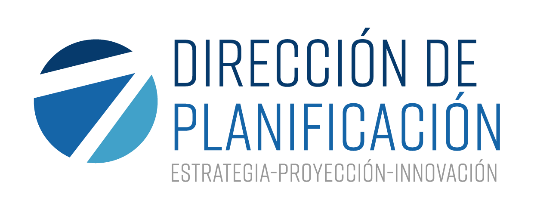 DIRECCIÓN DE
PLANIFICACIÓN
ESTRATEGIA-PROYECCIÓN-INNOVACIÓN